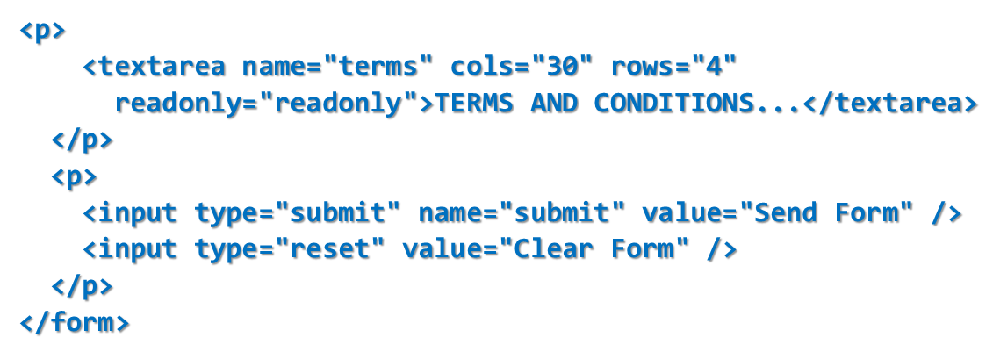 <p>
<textarea name="terms" cols="30" rows="4"
readonly="readonly">TERMS AND CONDITIONS...</textarea>
</p>
<p>
<input type="submit" name="submit" value="Send Form" />
<input type="reset" value="Clear Form" />
</p>
</form>